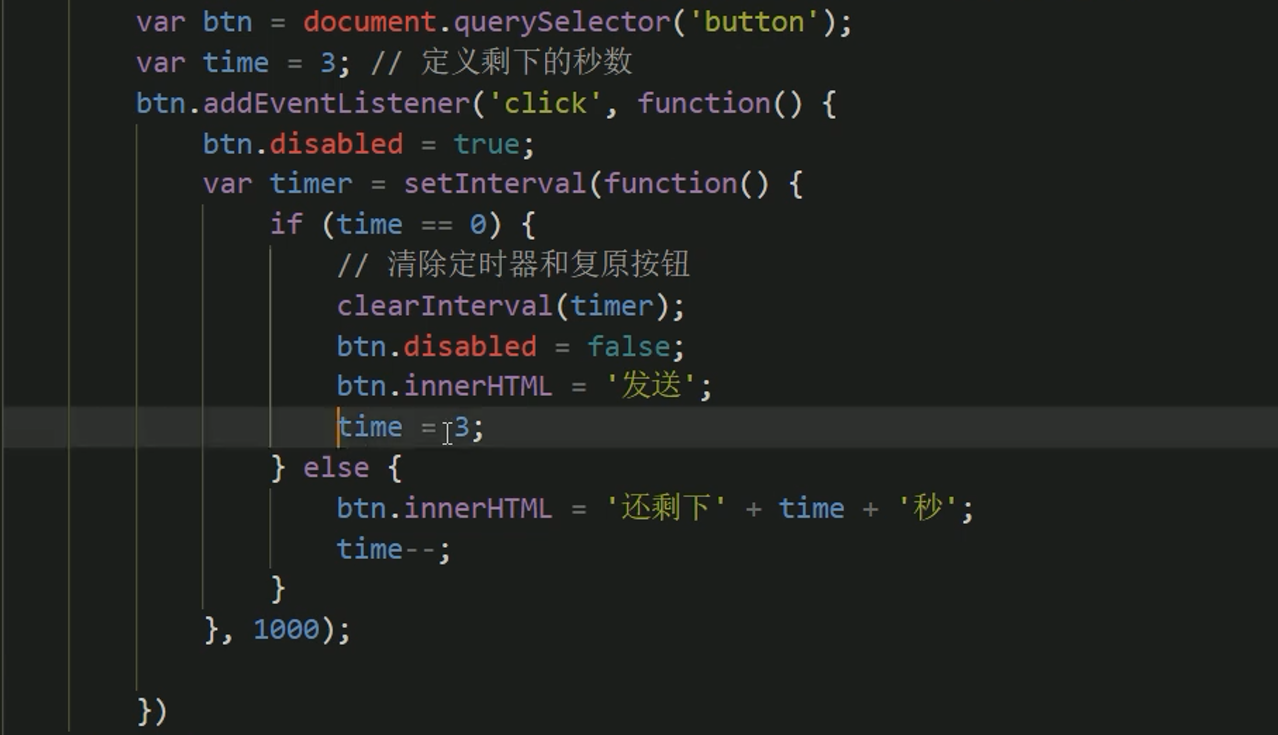 var btn = document.querySelector('button');
var time = 3; // 定义剩下的秒数
btn.addEventListener('click', function() {
btn.disabled = true;
var timer = setInterval(function() {
if (time == 0) {
// 清除定时器和复原按钮
clearInterval(timer);
btn.disabled = false;
btn.innerHTML = '发送';
time = 3;
} else {
btn.innerHTML = '还剩下' + time + '秒';
time--;
}
}, 1000);
})